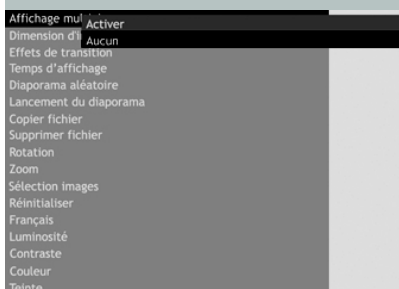 Affichage
Activer
Dimension
Aucun
Effets de transition
Temps d'affichage
Diaporama aléatoire
Lancement du diaporama
Copier fichier
Supprimer fichier
Rotation
Zoom
Sélection images
Réinitialiser
Français
Luminosité
Contraste
Couleur
Teinte